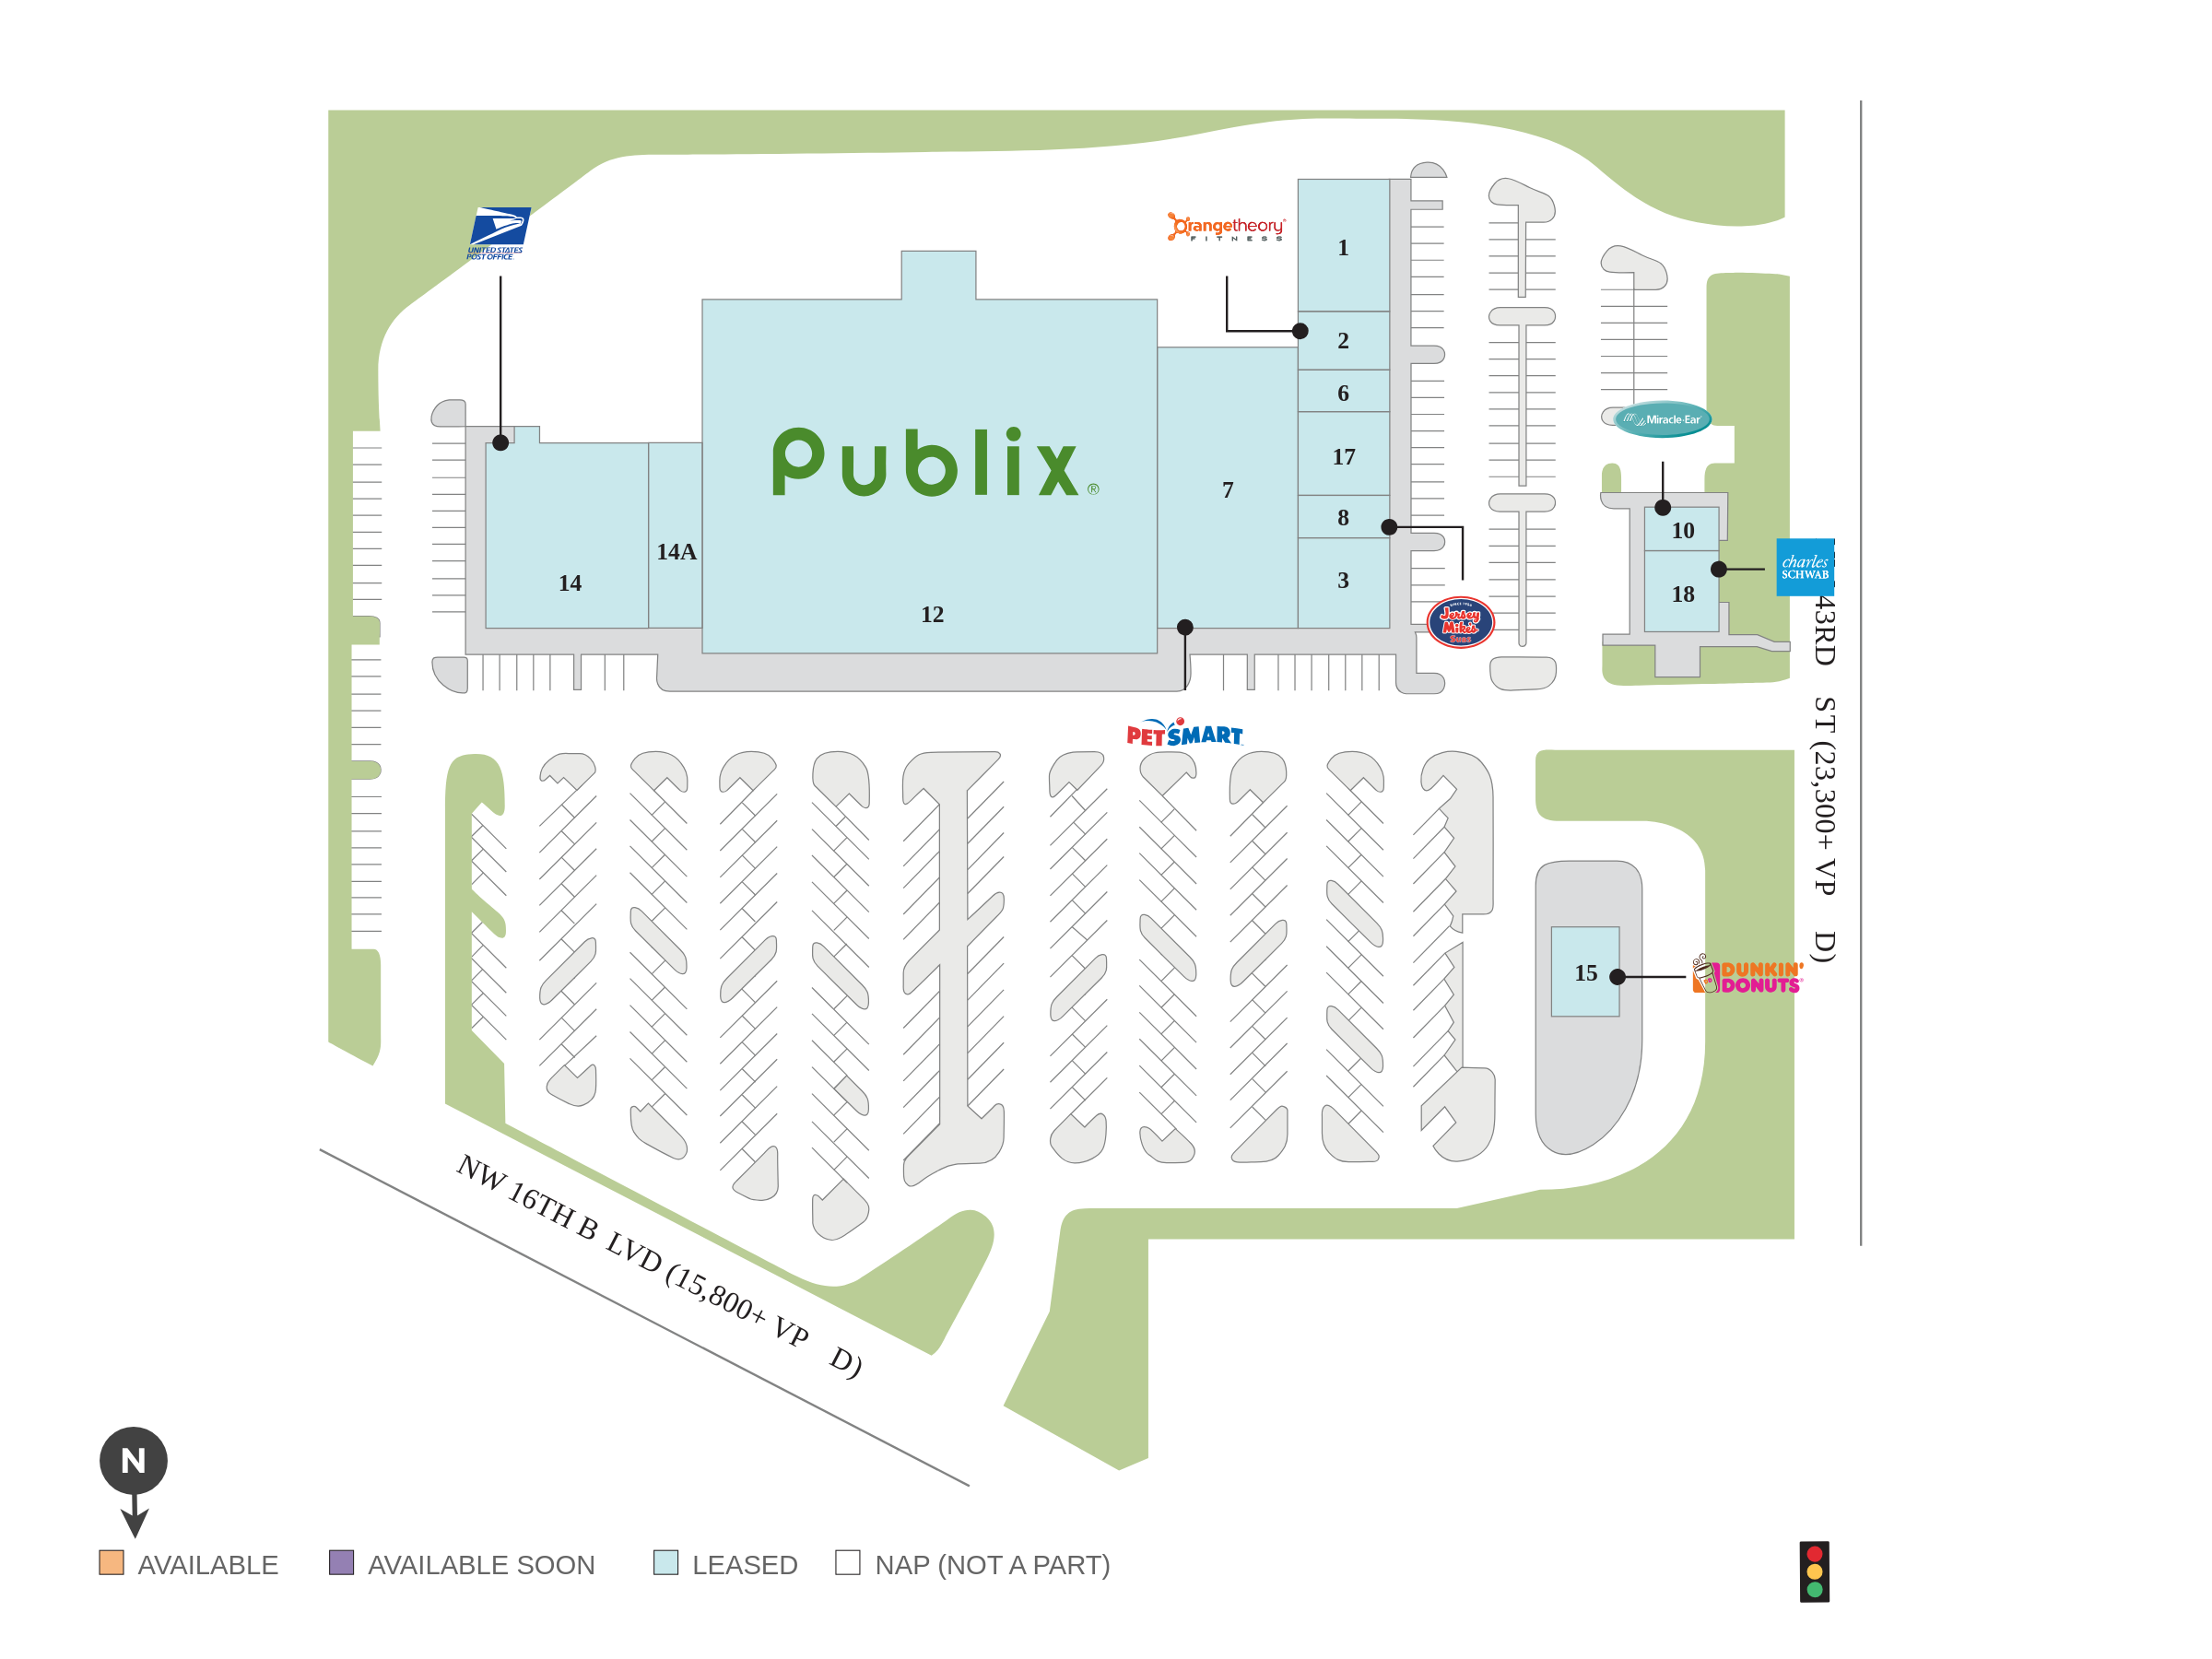 UNITED STATES
POST OFFICE
Orangetheory
FITNESS
1
2
6
17
8
3
7
Publix®
12
14
14A
Miracle-Ear
10
18
charles
SCHWAB
SINCE 1956
Jersey
Mike's
SUBS
PETSMART
15
DUNKIN'
DONUTS
43RD ST (23,300+ VP D)
NW 16TH B LVD (15,800+ VP D)
N
AVAILABLE
AVAILABLE SOON
LEASED
NAP (NOT A PART)